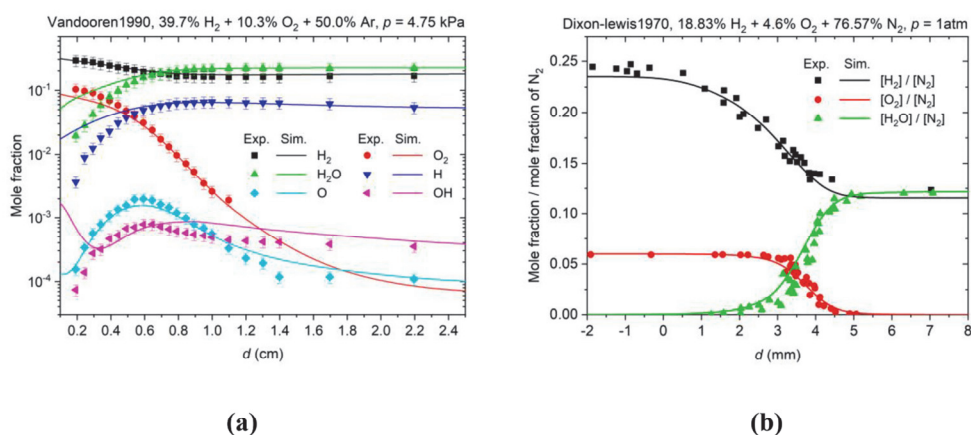 Vandooren1990, 39.7% H₂ + 10.3% O₂ + 50.0% Ar, p = 4.75 kPa
Mole fraction
10⁻¹
10⁻²
10⁻³
10⁻⁴
Exp. Sim. Exp. Sim.
H₂ O₂
H₂O H
O OH
0.2 0.4 0.6 0.8 1.0 1.2 1.4 1.6 1.8 2.0 2.2 2.4
d (cm)
(a)
Dixon-lewis1970, 18.83% H₂ + 4.6% O₂ + 76.57% N₂, p = 1atm
Mole fraction / mole fraction of N₂
0.25
0.20
0.15
0.10
0.05
0.00
Exp. Sim.
[H₂] / [N₂]
[O₂] / [N₂]
[H₂O] / [N₂]
-2 -1 0 1 2 3 4 5 6 7 8
d (mm)
(b)